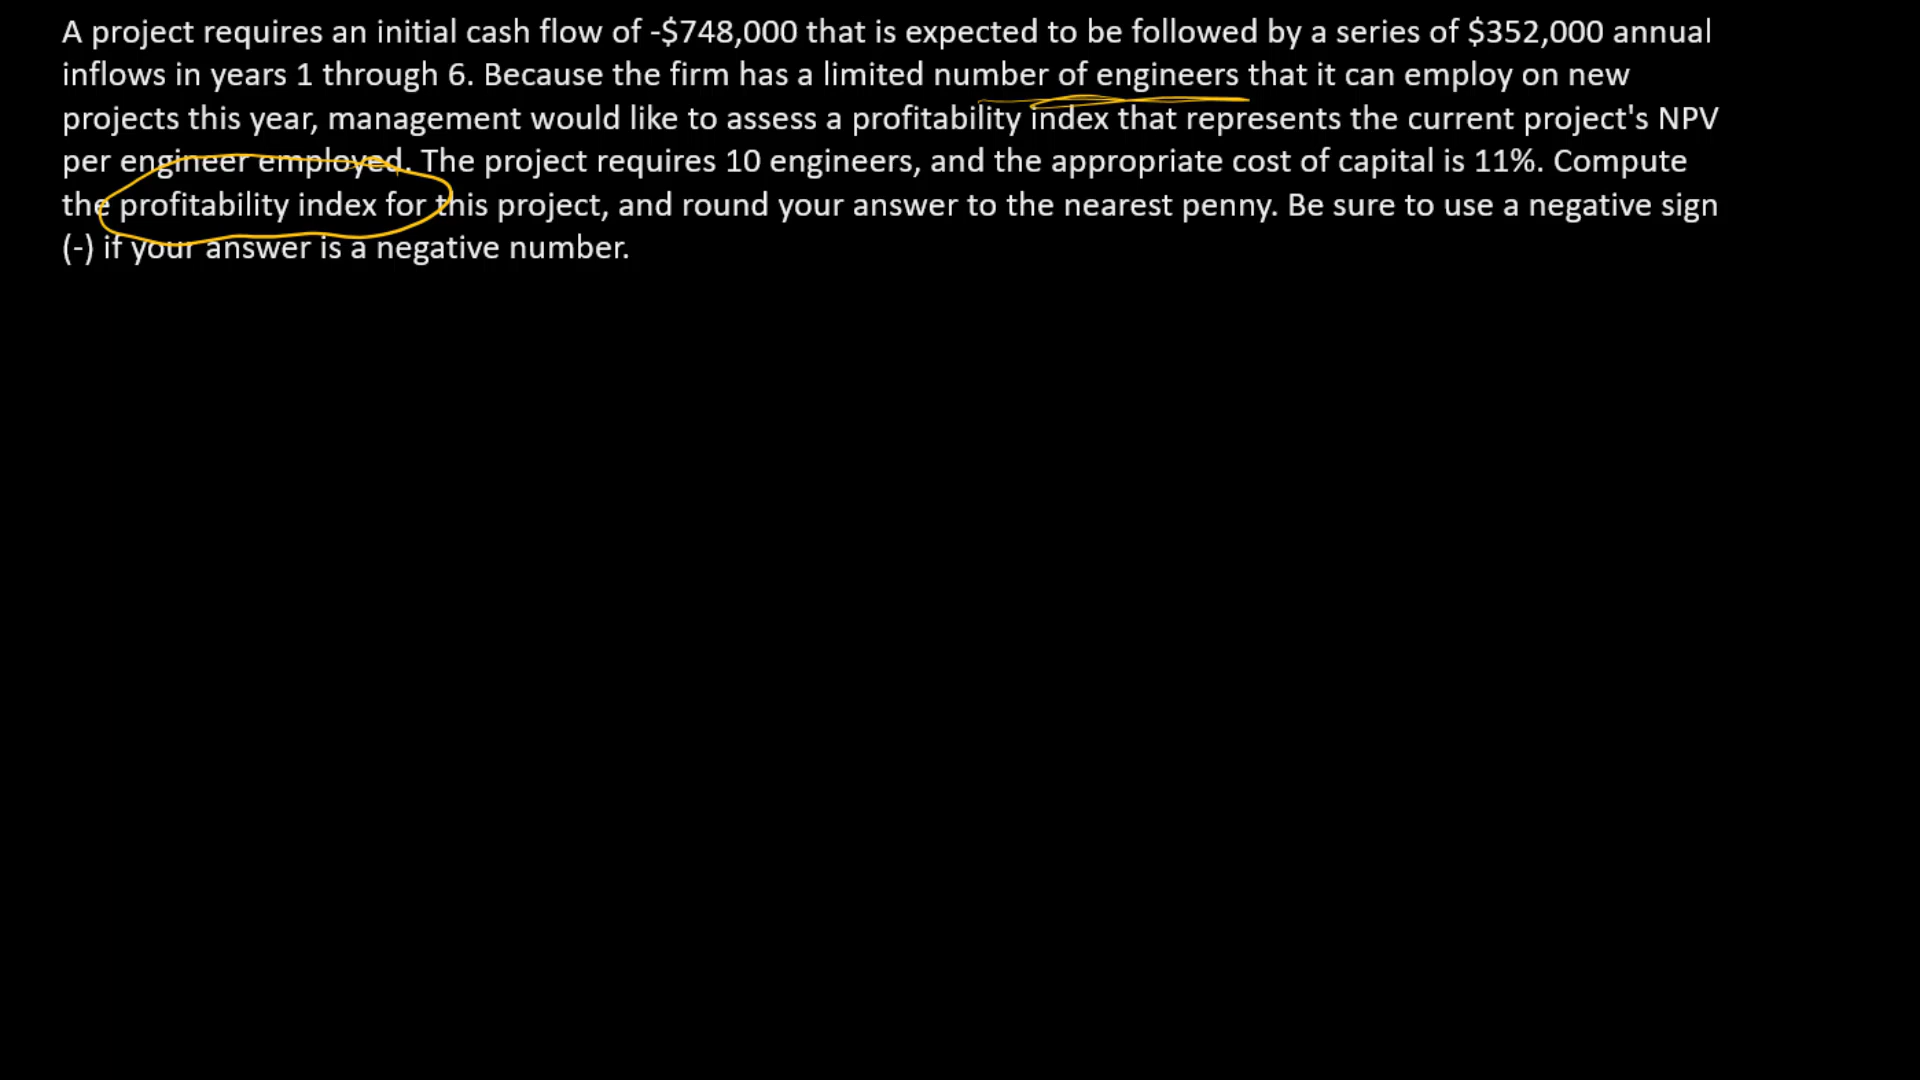 A project requires an initial cash flow of -$748,000 that is expected to be followed by a series of $352,000 annual
inflows in years 1 through 6. Because the firm has a limited number of engineers that it can employ on new
projects this year, management would like to assess a profitability index that represents the current project's NPV
per engineer employed. The project requires 10 engineers, and the appropriate cost of capital is 11%. Compute
the profitability index for this project, and round your answer to the nearest penny. Be sure to use a negative sign
(-) if your answer is a negative number.